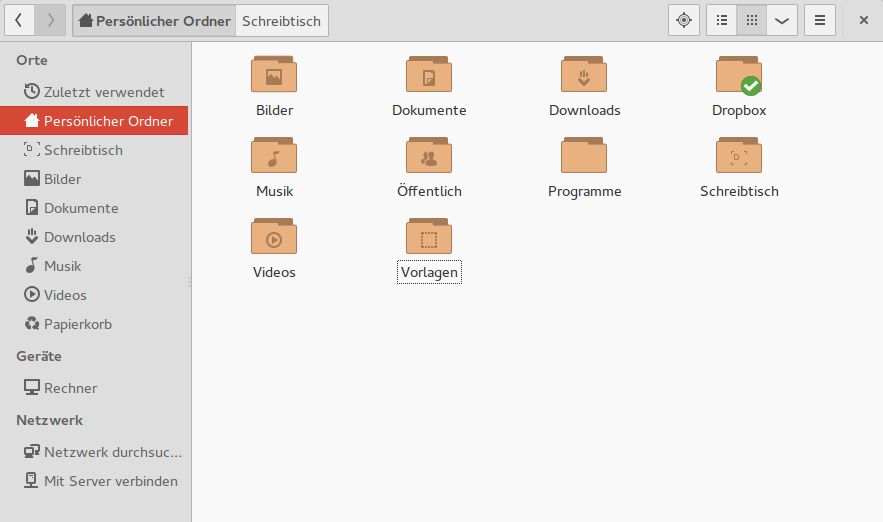 Persönlicher Ordner Schreibtisch
Orte
Zuletzt verwendet
Persönlicher Ordner
Schreibtisch
Bilder
Dokumente
Downloads
Musik
Videos
Papierkorb
Geräte
Rechner
Netzwerk
Netzwerk durchsuc...
Mit Server verbinden
Bilder Dokumente Downloads Dropbox
Musik Öffentlich Programme Schreibtisch
Videos Vorlagen